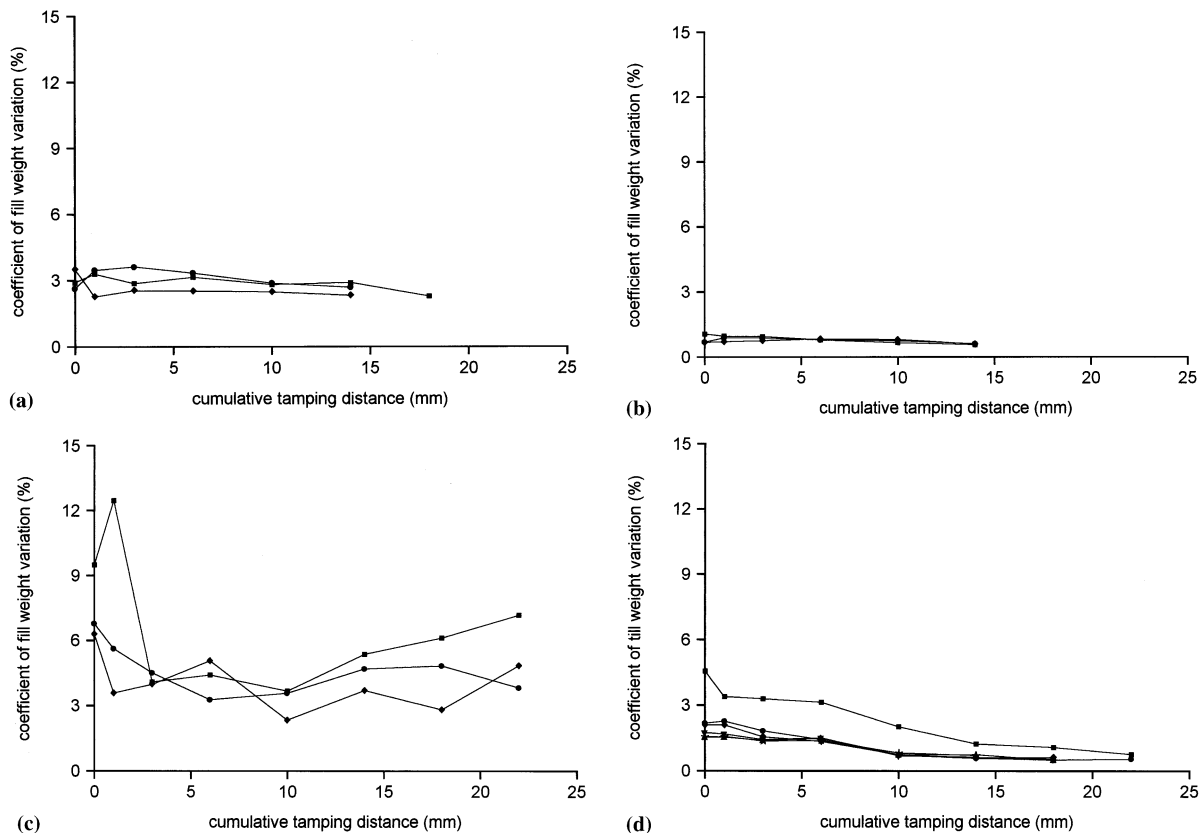 15
12
9
6
3
0
0 5 10 15 20 25
coefficient of fill weight variation (%)
cumulative tamping distance (mm)
(a)
15
12
9
6
3
0
0 5 10 15 20 25
coefficient of fill weight variation (%)
cumulative tamping distance (mm)
(b)
15
12
9
6
3
0
0 5 10 15 20 25
coefficient of fill weight variation (%)
cumulative tamping distance (mm)
(c)
15
12
9
6
3
0
0 5 10 15 20 25
coefficient of till weight variation (%)
cumulative tamping distance (mm)
(d)